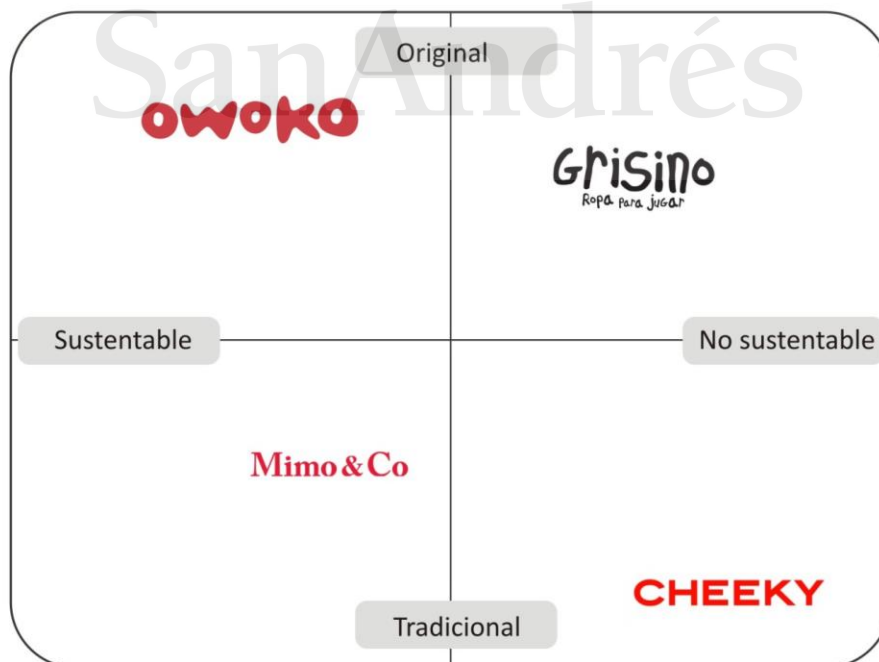 SanAndrés
Original
owoko
Grisino
Ropa para jugar
Sustentable
No sustentable
Mimo & Co
CHEEKY
Tradicional